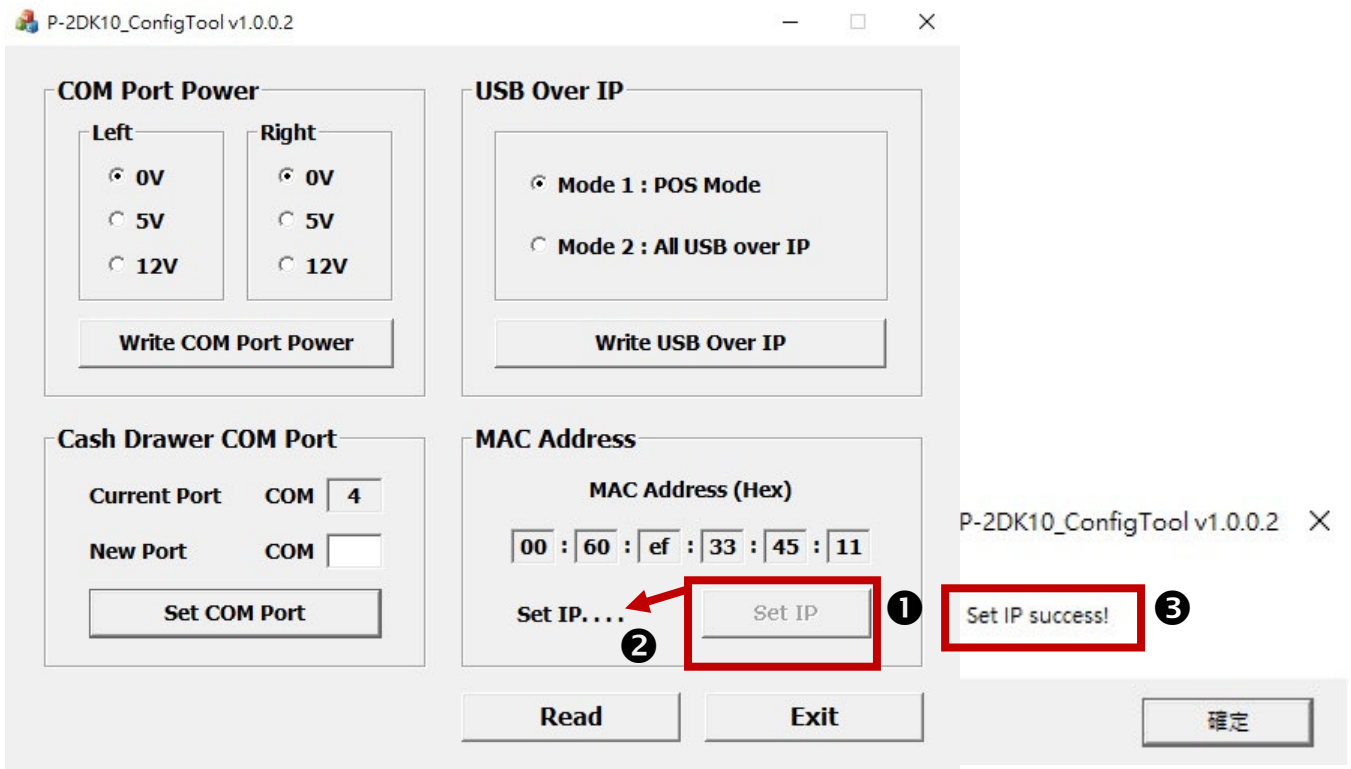 P-2DK10_ConfigTool v1.0.0.2
COM Port Power
Left
Right
0V
0V
5V
5V
12V
12V
Write COM Port Power
USB Over IP
Mode 1 : POS Mode
Mode 2 : All USB over IP
Write USB Over IP
Cash Drawer COM Port
Current Port COM 4
New Port COM
Set COM Port
MAC Address
MAC Address (Hex)
00 : 60 : ef : 33 : 45 : 11
Set IP. . . .
Set IP
❶
❷
Read
Exit
P-2DK10_ConfigTool v1.0.0.2
Set IP success!
❸
確定